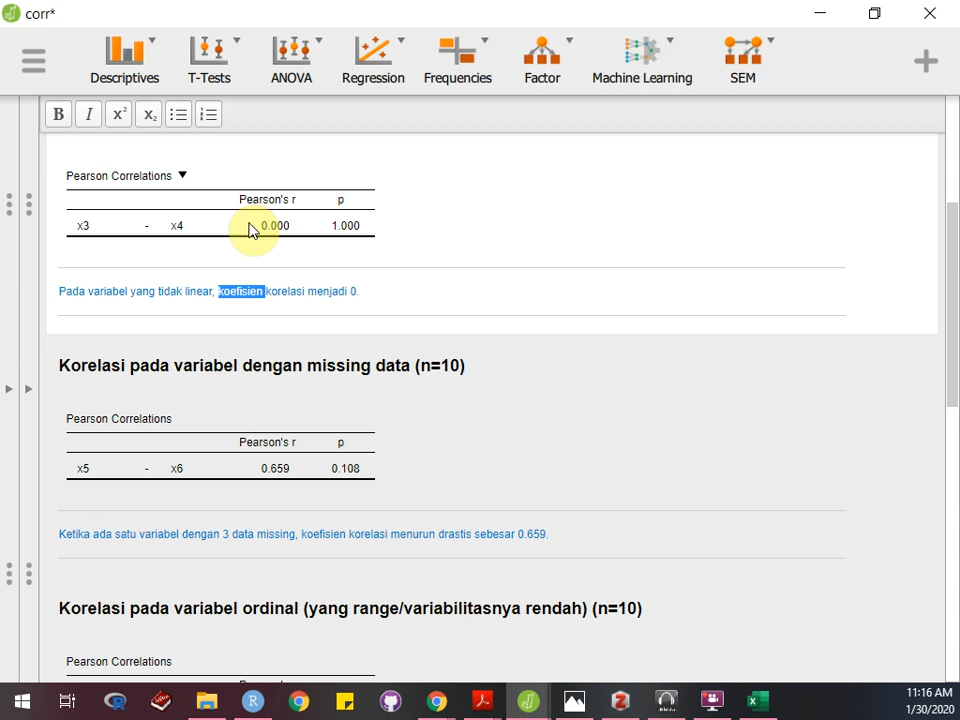 corr*
Descriptives
T-Tests
ANOVA
Regression
Frequencies
Factor
Machine Learning
SEM
B I x² x₂
Pearson Correlations
Pearson's r p
x3 - x4 0.000 1.000
Pada variabel yang tidak linear, koefisien korelasi menjadi 0.
Korelasi pada variabel dengan missing data (n=10)
Pearson Correlations
Pearson's r p
x5 - x6 0.659 0.108
Ketika ada satu variabel dengan 3 data missing, koefisien korelasi menurun drastis sebesar 0.659.
Korelasi pada variabel ordinal (yang range/variabilitasnya rendah) (n=10)
Pearson Correlations
11:16 AM
1/30/2020